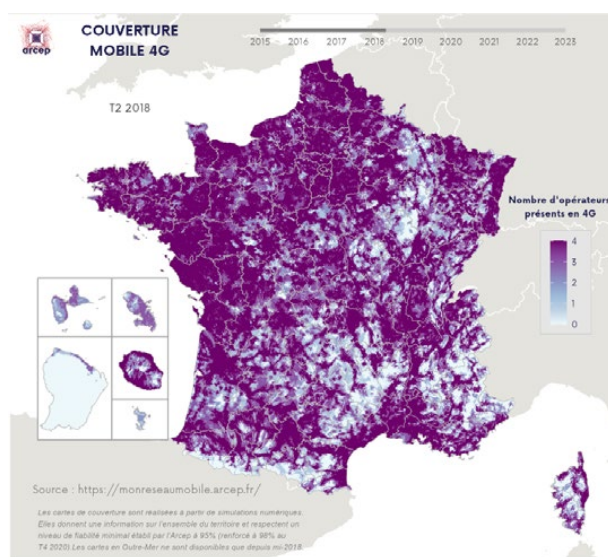 arcep
COUVERTURE
MOBILE 4G
2015 2016 2017 2018 2019 2020 2021 2022 2023
T2 2018
Nombre d'opérateurs
présents en 4G
4
3
2
1
0
Source : https://monreseaumobile.arcep.fr/
Les cartes de couverture sont réalisées à partir de simulations numériques.
Elles donnent une information sur l'ensemble du territoire et respectent un
niveau de fiabilité minimal établi par l'Arcep à 95% (renforcé à 98% au
T4 2020).Les cartes en Outre-Mer ne sont disponibles que depuis mi-2018.